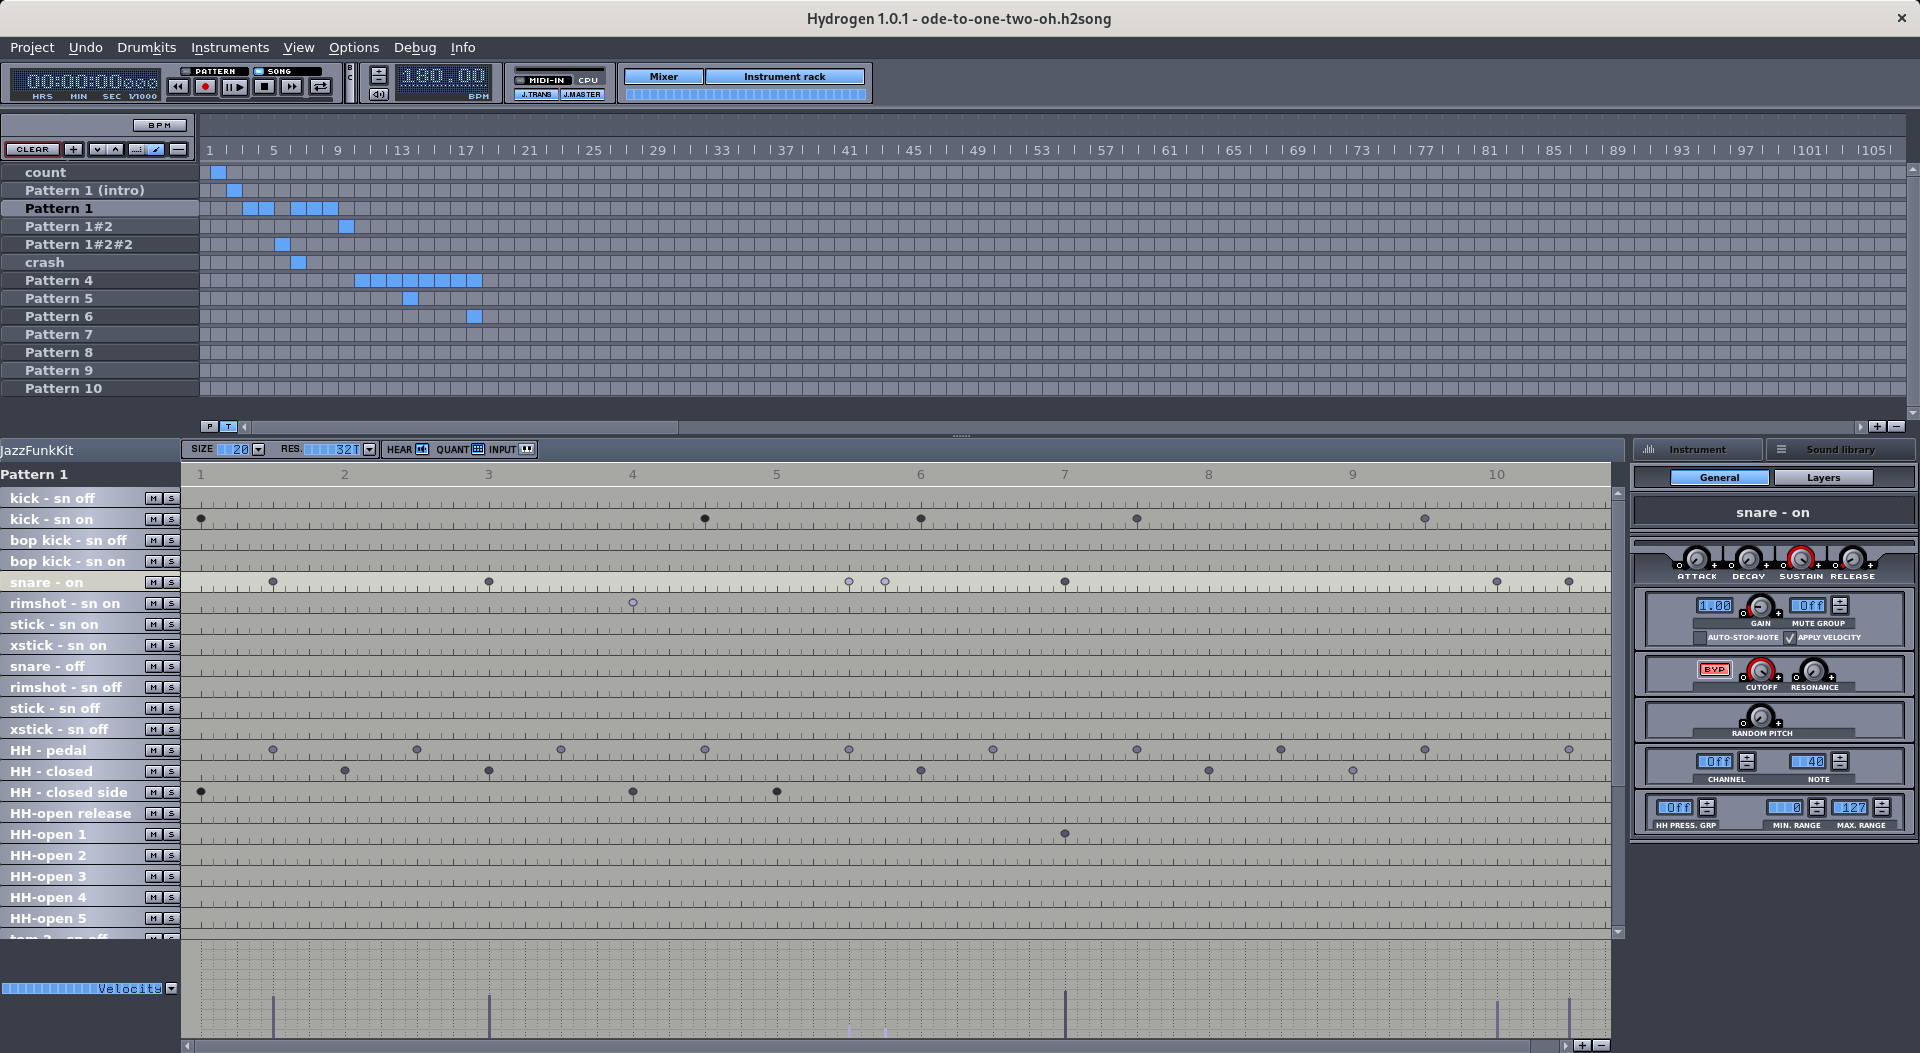 Hydrogen 1.0.1 - ode-to-one-two-oh.h2song
Project Undo Drumkits Instruments View Options Debug Info
00:00:00:000
HRS MIN SEC 1/1000
PATTERN SONG
B C
180.00
BPM
MIDI-IN CPU
J.TRANS J.MASTER
Mixer Instrument rack
BPM
CLEAR
1 5 9 13 17 21 25 29 33 37 41 45 49 53 57 61 65 69 73 77 81 85 89 93 97 101 105
count
Pattern 1 (intro)
Pattern 1
Pattern 1#2
Pattern 1#2#2
crash
Pattern 4
Pattern 5
Pattern 6
Pattern 7
Pattern 8
Pattern 9
Pattern 10
P T
JazzFunkKit
SIZE 20 RES. 32T HEAR QUANT INPUT
Pattern 1
1 2 3 4 5 6 7 8 9 10
kick - sn off M S
kick - sn on M S
bop kick - sn off M S
bop kick - sn on M S
snare - on M S
rimshot - sn on M S
stick - sn on M S
xstick - sn on M S
snare - off M S
rimshot - sn off M S
stick - sn off M S
xstick - sn off M S
HH - pedal M S
HH - closed M S
HH - closed side M S
HH-open release M S
HH-open 1 M S
HH-open 2 M S
HH-open 3 M S
HH-open 4 M S
HH-open 5 M S
Velocity
Instrument Sound library
General Layers
snare - on
ATTACK DECAY SUSTAIN RELEASE
1.00 Off
GAIN MUTE GROUP
AUTO-STOP-NOTE APPLY VELOCITY
BYP
CUTOFF RESONANCE
RANDOM PITCH
Off 40
CHANNEL NOTE
Off 0 127
HH PRESS. GRP MIN. RANGE MAX. RANGE